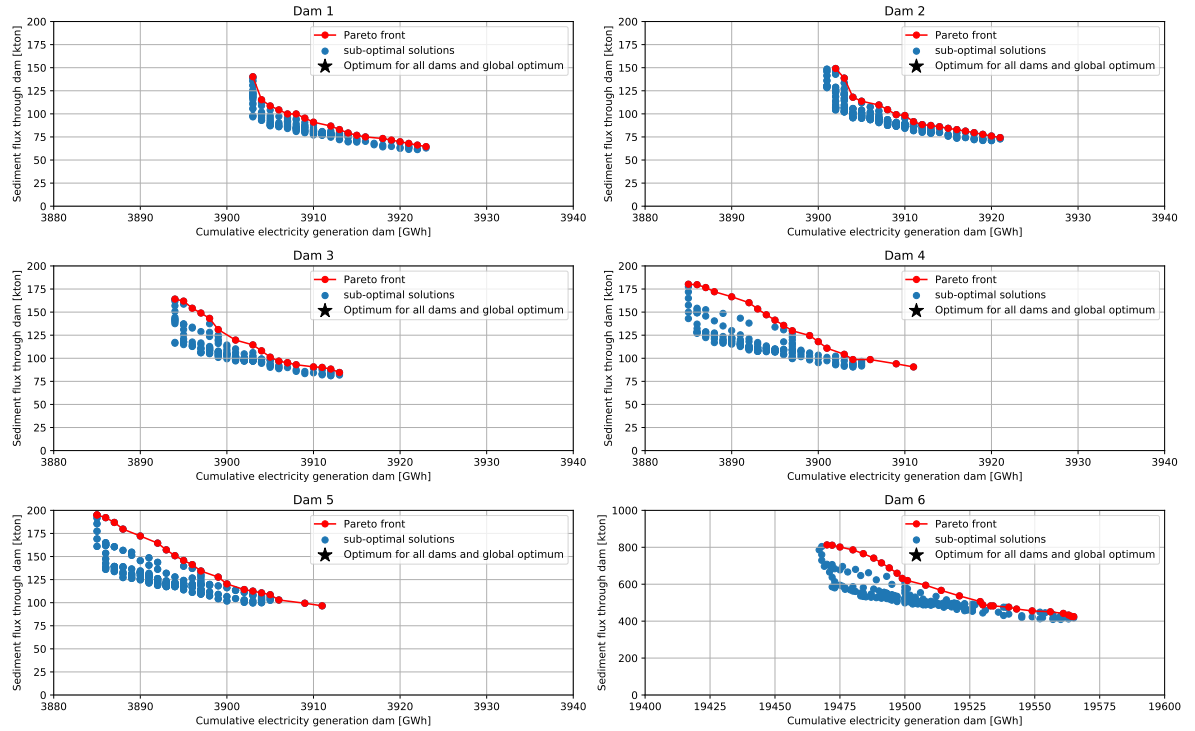 Dam 1
Sediment flux through dam [kton]
200
175
150
125
100
75
50
25
0
Pareto front
sub-optimal solutions
Optimum for all dams and global optimum
3880 3890 3900 3910 3920 3930 3940
Cumulative electricity generation dam [GWh]
Dam 2
Sediment flux through dam [kton]
200
175
150
125
100
75
50
25
0
Pareto front
sub-optimal solutions
Optimum for all dams and global optimum
3880 3890 3900 3910 3920 3930 3940
Cumulative electricity generation dam [GWh]
Dam 3
Sediment flux through dam [kton]
200
175
150
125
100
75
50
25
0
Pareto front
sub-optimal solutions
Optimum for all dams and global optimum
3880 3890 3900 3910 3920 3930 3940
Cumulative electricity generation dam [GWh]
Dam 4
Sediment flux through dam [kton]
200
175
150
125
100
75
50
25
0
Pareto front
sub-optimal solutions
Optimum for all dams and global optimum
3880 3890 3900 3910 3920 3930 3940
Cumulative electricity generation dam [GWh]
Dam 5
Sediment flux through dam [kton]
200
175
150
125
100
75
50
25
0
Pareto front
sub-optimal solutions
Optimum for all dams and global optimum
3880 3890 3900 3910 3920 3930 3940
Cumulative electricity generation dam [GWh]
Dam 6
Sediment flux through dam [kton]
1000
800
600
400
200
0
Pareto front
sub-optimal solutions
Optimum for all dams and global optimum
19400 19425 19450 19475 19500 19525 19550 19575 19600
Cumulative electricity generation dam [GWh]